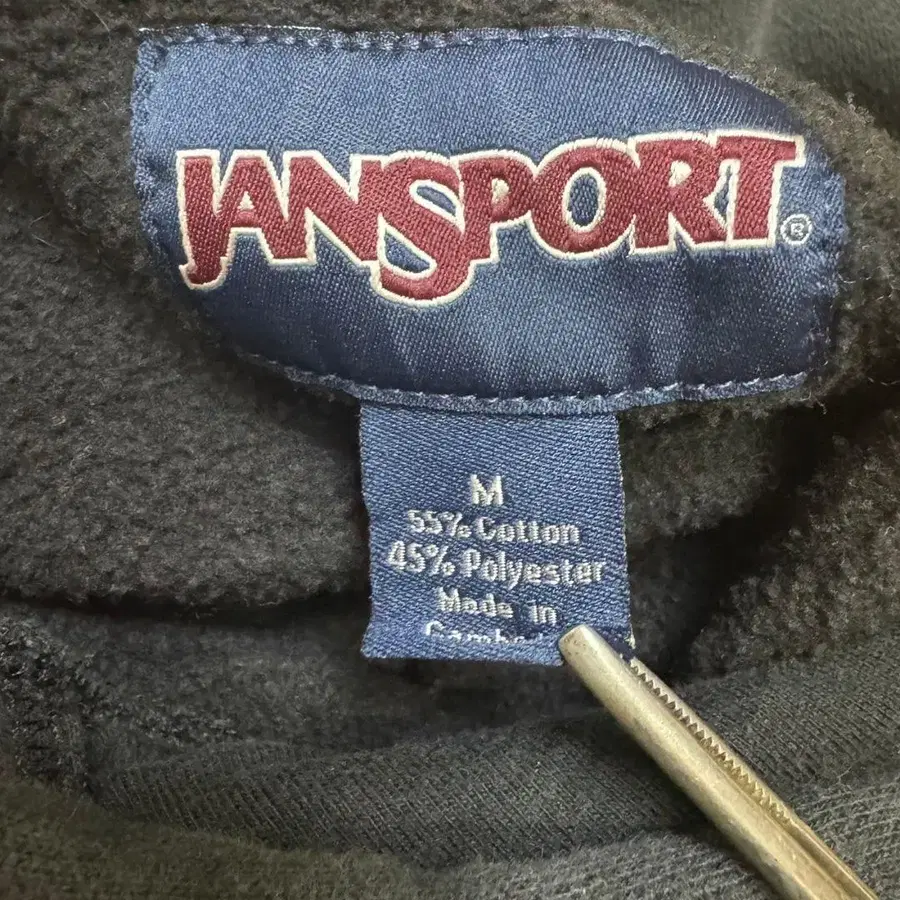 JANSPORT®
M
55% Cotton
45% Polyester
Made in